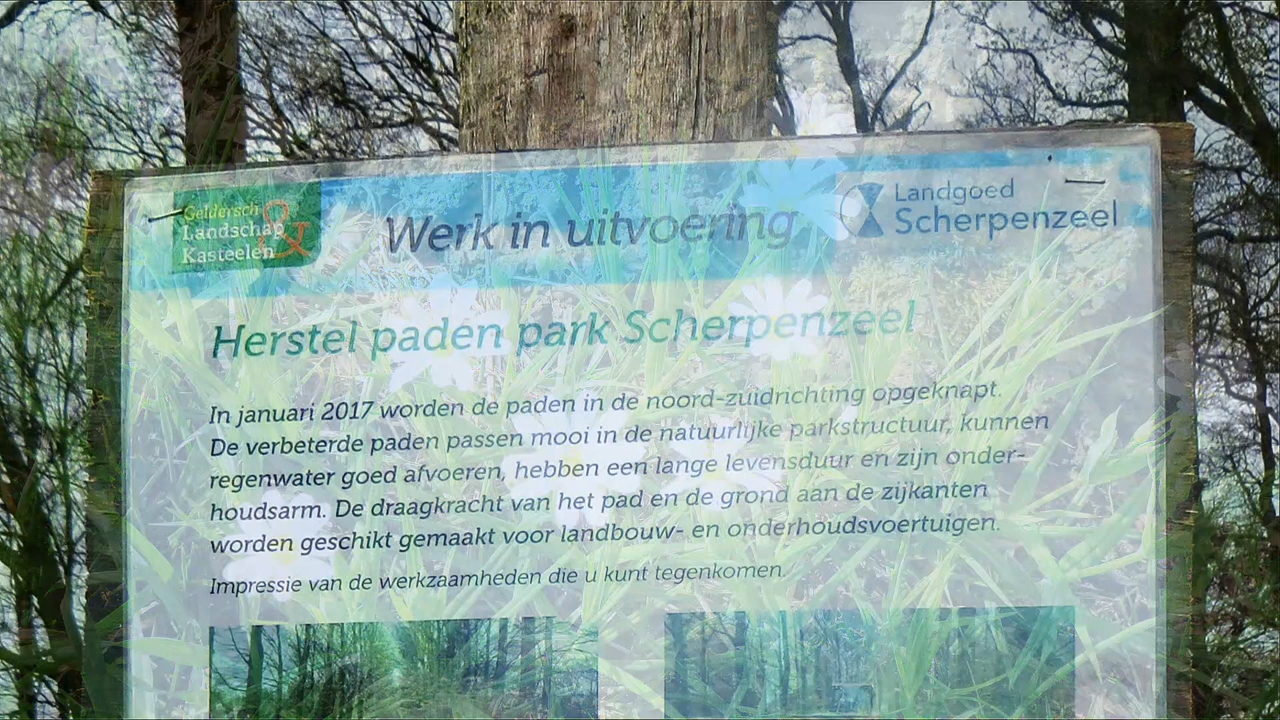 Geldersch
Landschap
& Kasteelen
Werk in uitvoering
Landgoed
Scherpenzeel
Herstel paden park Scherpenzeel
In januari 2017 worden de paden in de noord-zuidrichting opgeknapt.
De verbeterde paden passen mooi in de natuurlijke parkstructuur, kunnen
regenwater goed afvoeren, hebben een lange levensduur en zijn onder-
houdsarm. De draagkracht van het pad en de grond aan de zijkanten
worden geschikt gemaakt voor landbouw- en onderhoudsvoertuigen.
Impressie van de werkzaamheden die u kunt tegenkomen.